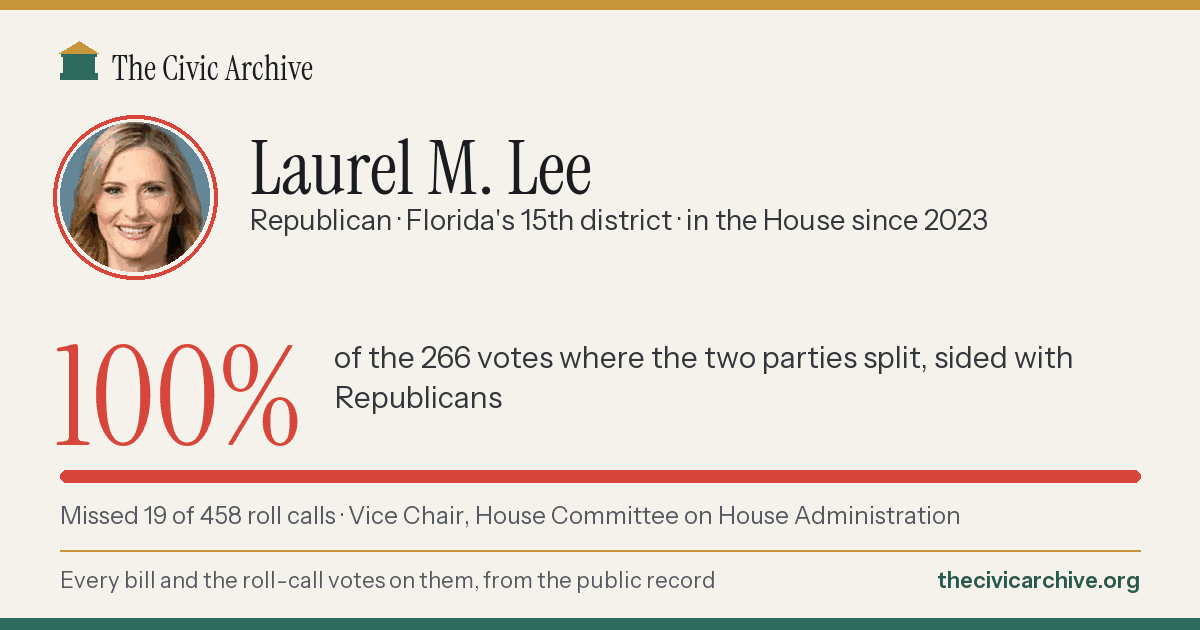 The Civic Archive
Laurel M. Lee
Republican · Florida's 15th district · in the House since 2023
100%
of the 266 votes where the two parties split, sided with
Republicans
Missed 19 of 458 roll calls · Vice Chair, House Committee on House Administration
Every bill and the roll-call votes on them, from the public record
thecivicarchive.org